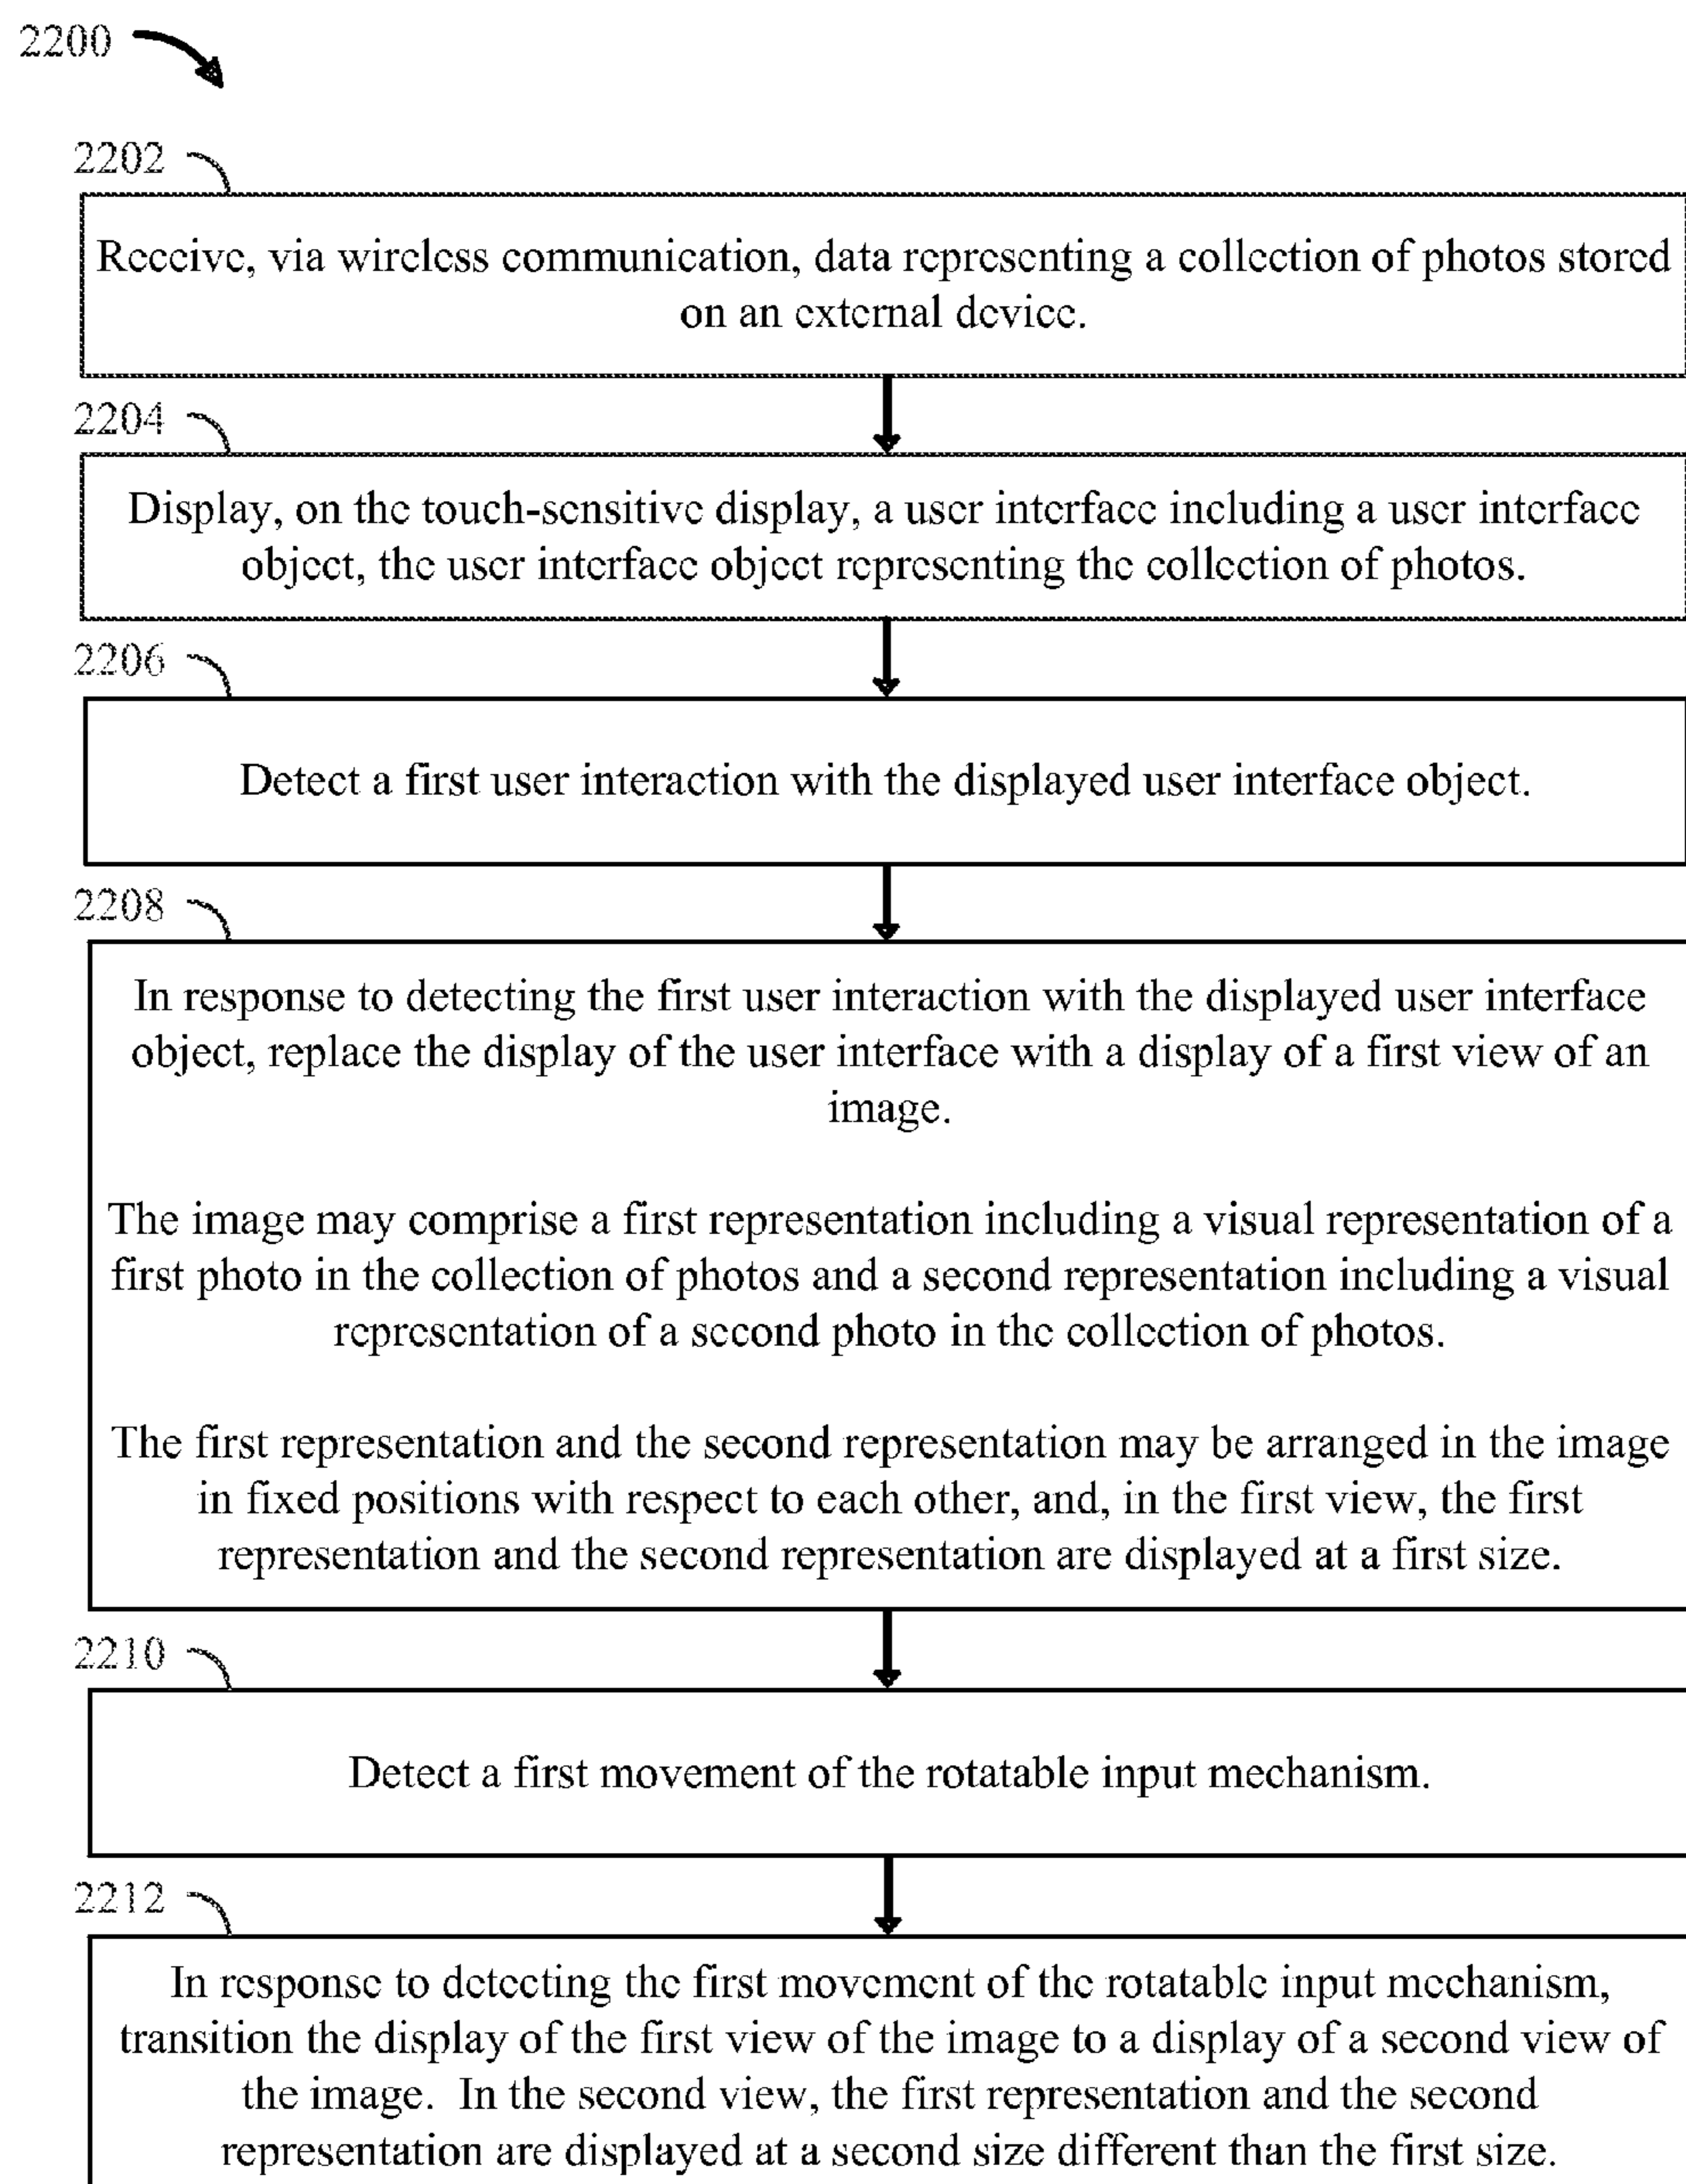 2200
2202
Receive, via wireless communication, data representing a collection of photos stored
on an external device.
2204
Display, on the touch-sensitive display, a user interface including a user interface
object, the user interface object representing the collection of photos.
2206
Detect a first user interaction with the displayed user interface object.
2208
In response to detecting the first user interaction with the displayed user interface
object, replace the display of the user interface with a display of a first view of an
image.
The image may comprise a first representation including a visual representation of a
first photo in the collection of photos and a second representation including a visual
representation of a second photo in the collection of photos.
The first representation and the second representation may be arranged in the image
in fixed positions with respect to each other, and, in the first view, the first
representation and the second representation are displayed at a first size.
2210
Detect a first movement of the rotatable input mechanism.
2212
In response to detecting the first movement of the rotatable input mechanism,
transition the display of the first view of the image to a display of a second view of
the image. In the second view, the first representation and the second
representation are displayed at a second size different than the first size.